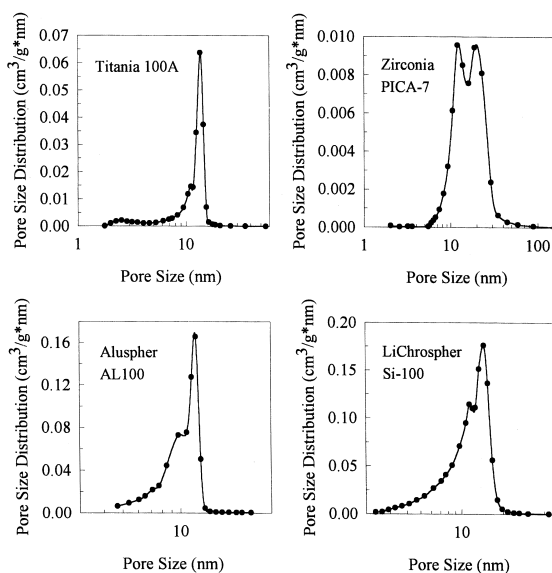 Pore Size Distribution (cm³/g*nm)
0.07
0.06
0.05
0.04
0.03
0.02
0.01
0.00
Titania 100A
1
10
Pore Size (nm)
Pore Size Distribution (cm³/g*nm)
0.010
0.008
0.006
0.004
0.002
0.000
Zirconia
PICA-7
1
10
100
Pore Size (nm)
Pore Size Distribution (cm³/g*nm)
0.16
0.12
0.08
0.04
0.00
Aluspher
AL100
10
Pore Size (nm)
Pore Size Distribution (cm³/g*nm)
0.20
0.15
0.10
0.05
0.00
LiChrospher
Si-100
10
Pore Size (nm)